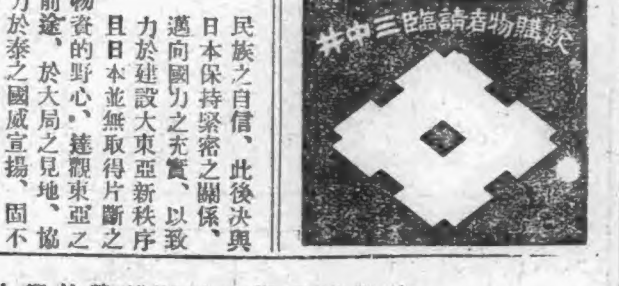 欲購物者請臨三中井
民族之自信、此後决與
日本保持緊密之關係、
邁向國力之充實、以致
力於建設大東亞新秩序
且日本並無取得片斷之
物資的野心、達觀東亞之
前途、於大局之見地、協
力於泰之國威宣揚、固不